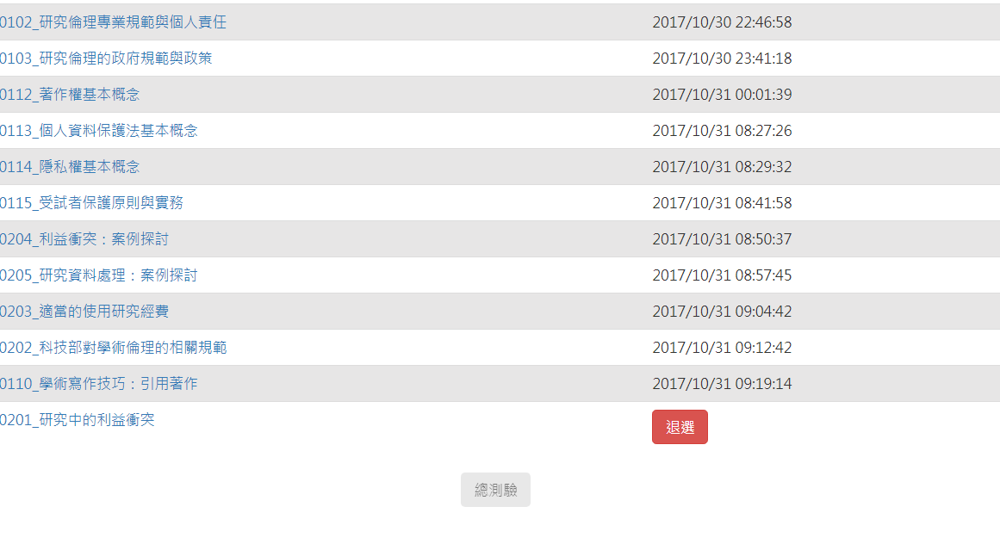 0102_研究倫理專業規範與個人責任 2017/10/30 22:46:58
0103_研究倫理的政府規範與政策 2017/10/30 23:41:18
0112_著作權基本概念 2017/10/31 00:01:39
0113_個人資料保護法基本概念 2017/10/31 08:27:26
0114_隱私權基本概念 2017/10/31 08:29:32
0115_受試者保護原則與實務 2017/10/31 08:41:58
0204_利益衝突：案例探討 2017/10/31 08:50:37
0205_研究資料處理：案例探討 2017/10/31 08:57:45
0203_適當的使用研究經費 2017/10/31 09:04:42
0202_科技部對學術倫理的相關規範 2017/10/31 09:12:42
0110_學術寫作技巧：引用著作 2017/10/31 09:19:14
0201_研究中的利益衝突 退選
總測驗